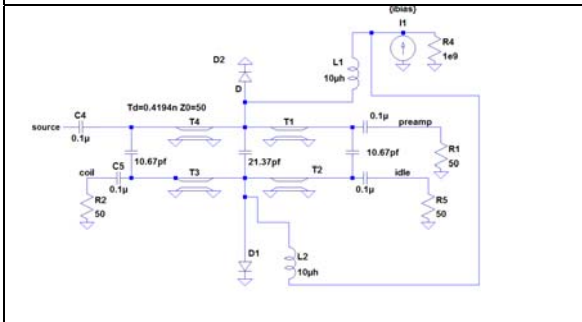 (ibias)
I1
R4
1e9
D2
L1
10µh
D
Td=0.4194n Z0=50
C4
T4
T1
0.1µ
source
preamp
0.1µ
R1
50
10.67pf
21.37pf
10.67pf
coil
C5
T3
T2
idle
0.1µ
0.1µ
R2
50
R5
50
D1
L2
10µh